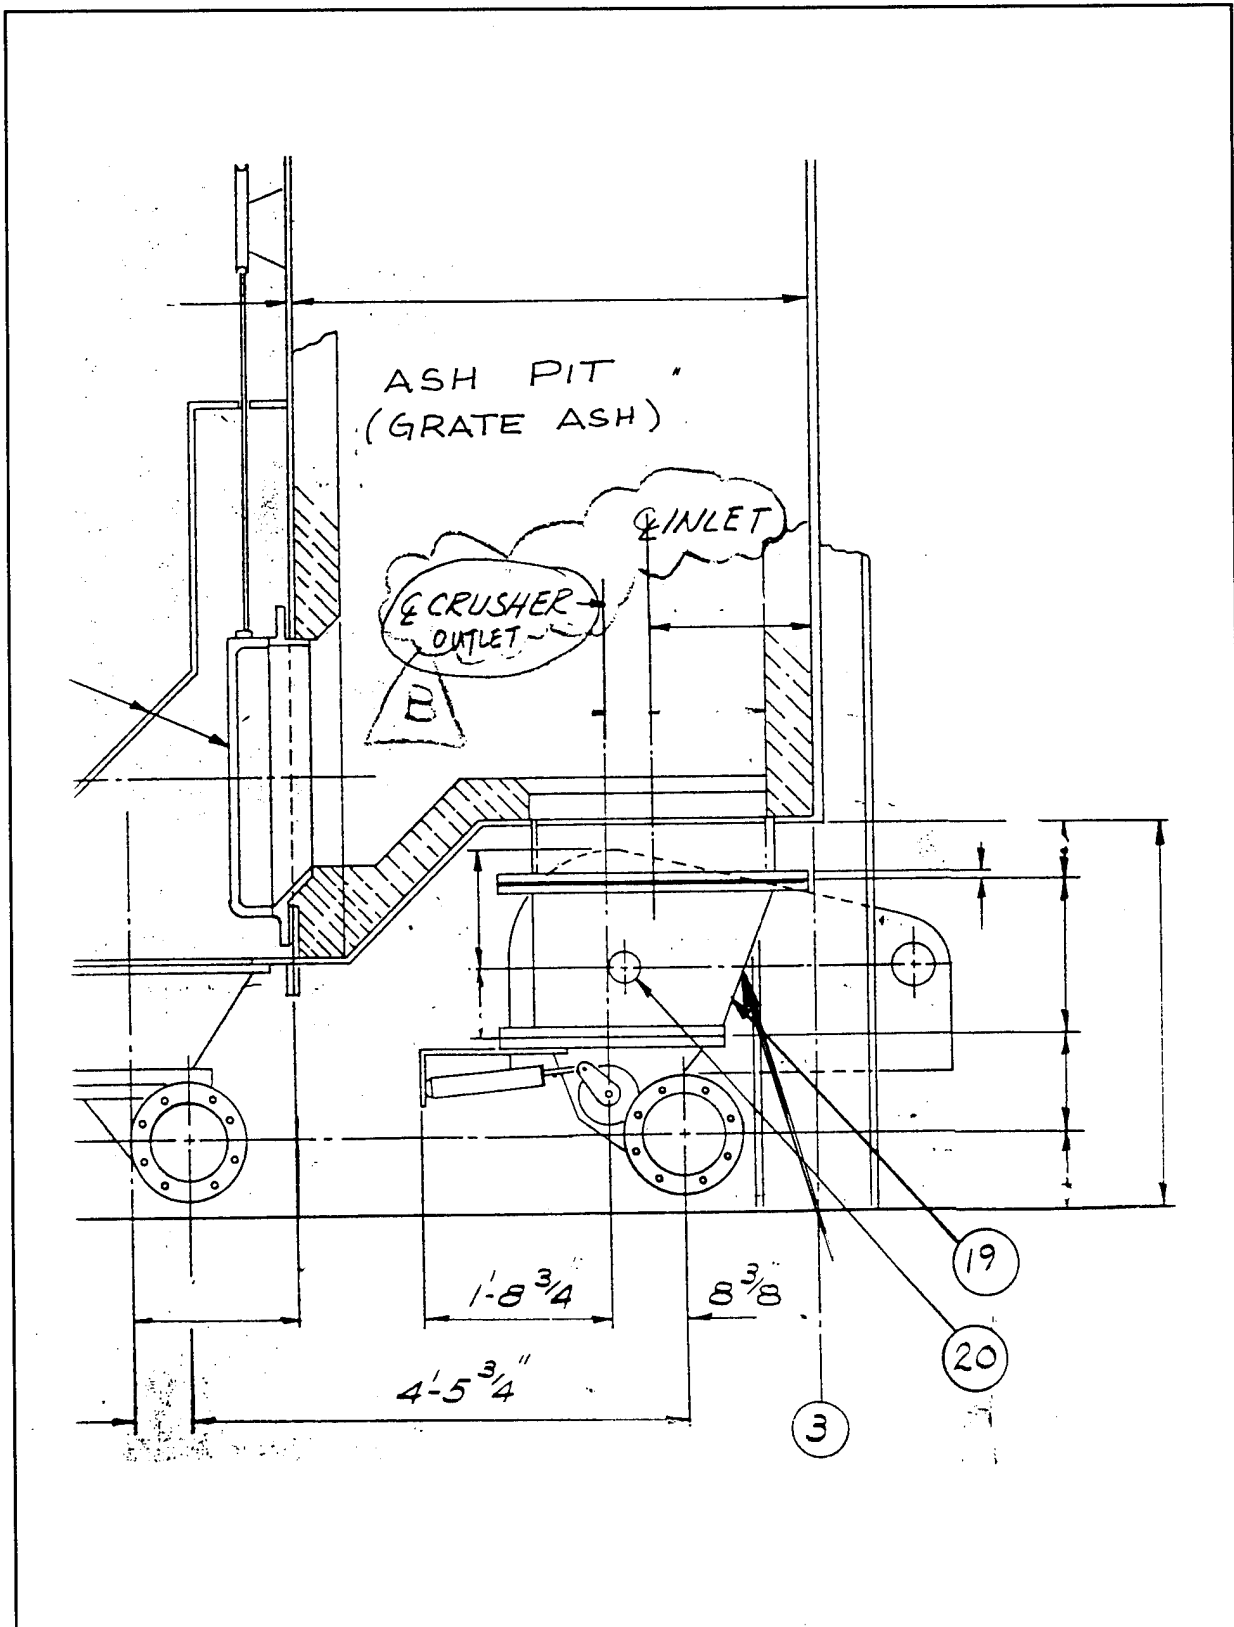 ASH PIT "
(GRATE ASH)
℄ INLET
℄ CRUSHER
OUTLET
B
1'-8 3/4"
8 3/8"
4'-5 3/4"
19
20
3